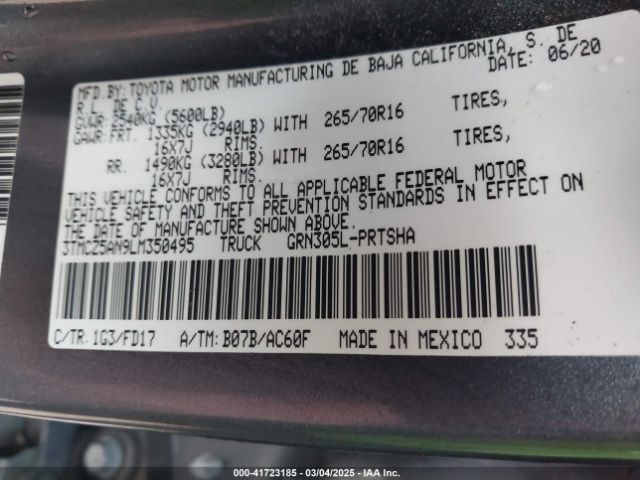 MFD.BY: TOYOTA MOTOR MANUFACTURING DE BAJA CALIFORNIA, S. DE
R.L. DE C.V. DATE: 06/20
GVWR 2540KG (5600LB)
GAWR FRT. 1335KG (2940LB) WITH 265/70R16 TIRES,
16X7J RIMS.
RR. 1490KG (3280LB) WITH 265/70R16 TIRES,
16X7J RIMS.
THIS VEHICLE CONFORMS TO ALL APPLICABLE FEDERAL MOTOR
VEHICLE SAFETY AND THEFT PREVENTION STANDARDS IN EFFECT ON
THE DATE OF MANUFACTURE SHOWN ABOVE.
3TMCZ5AN9LM350495 TRUCK GRN305L-PRTSHA
C/TR: 1G3/FD17 A/TM: B07B/AC60F MADE IN MEXICO 335
000-41723185 - 03/04/2025 - IAA Inc.